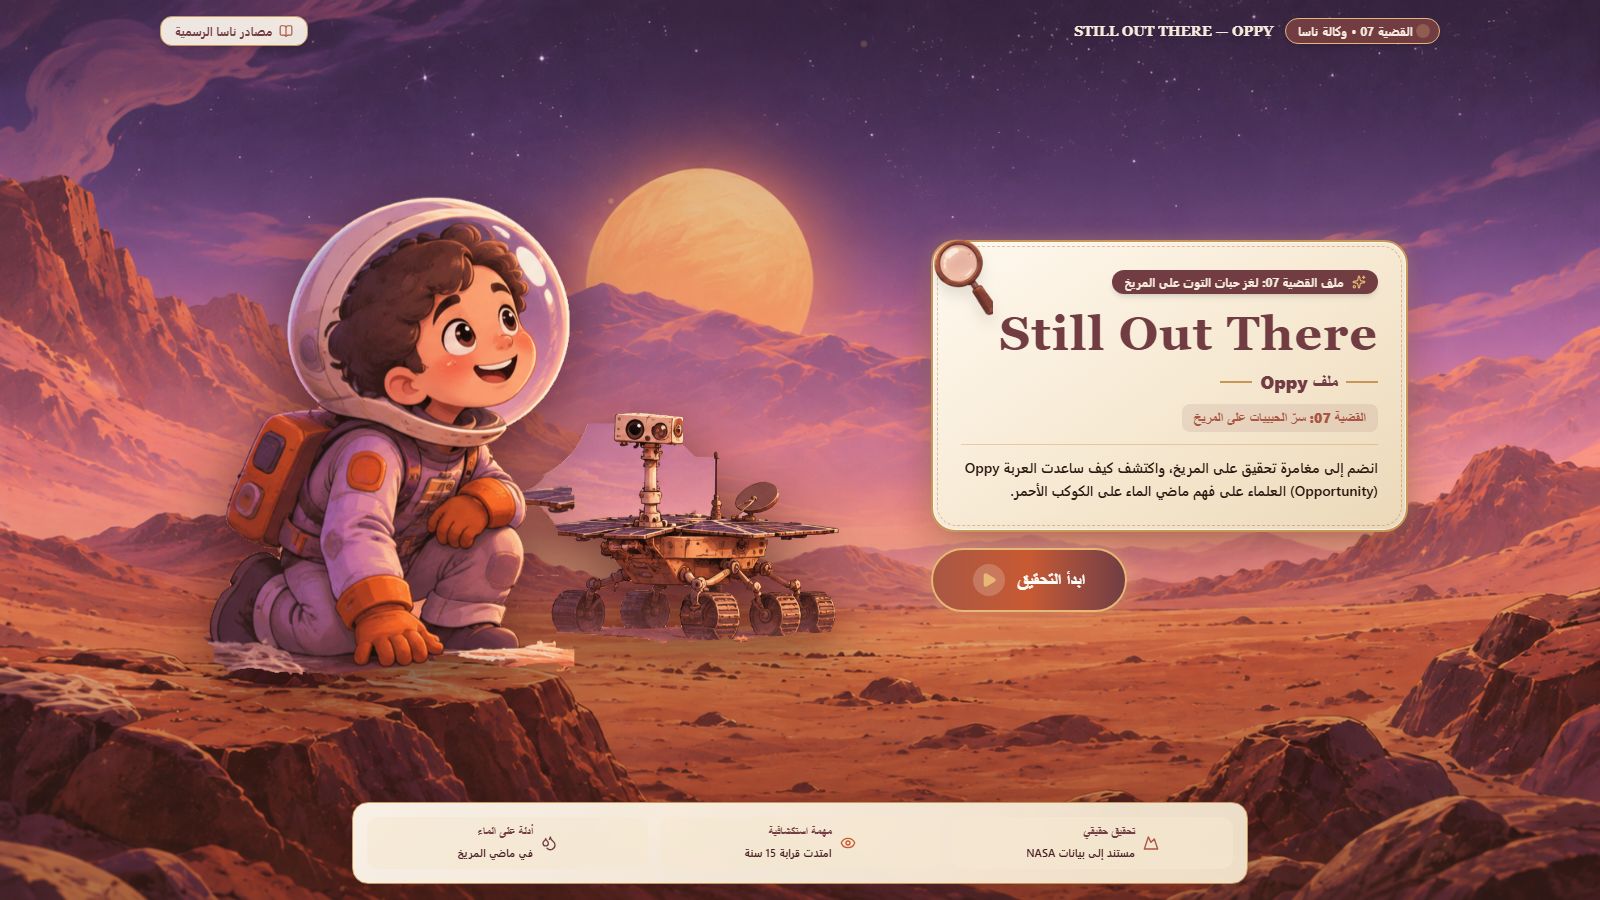 القضية 07 • وكالة ناسا
STILL OUT THERE — OPPY
مصادر ناسا الرسمية
ملف القضية 07: لغز حبات التوت على المريخ
Still Out There
ملف Oppy
القضية 07: سرّ الحبيبات على المريخ
انضم إلى مغامرة تحقيق على المريخ، واكتشف كيف ساعدت العربة Oppy
(Opportunity) العلماء على فهم ماضي الماء على الكوكب الأحمر.
ابدأ التحقيق
تحقيق حقيقي
مستند إلى بيانات NASA
مهمة استكشافية
امتدت قرابة 15 سنة
أدلة على الماء
في ماضي المريخ